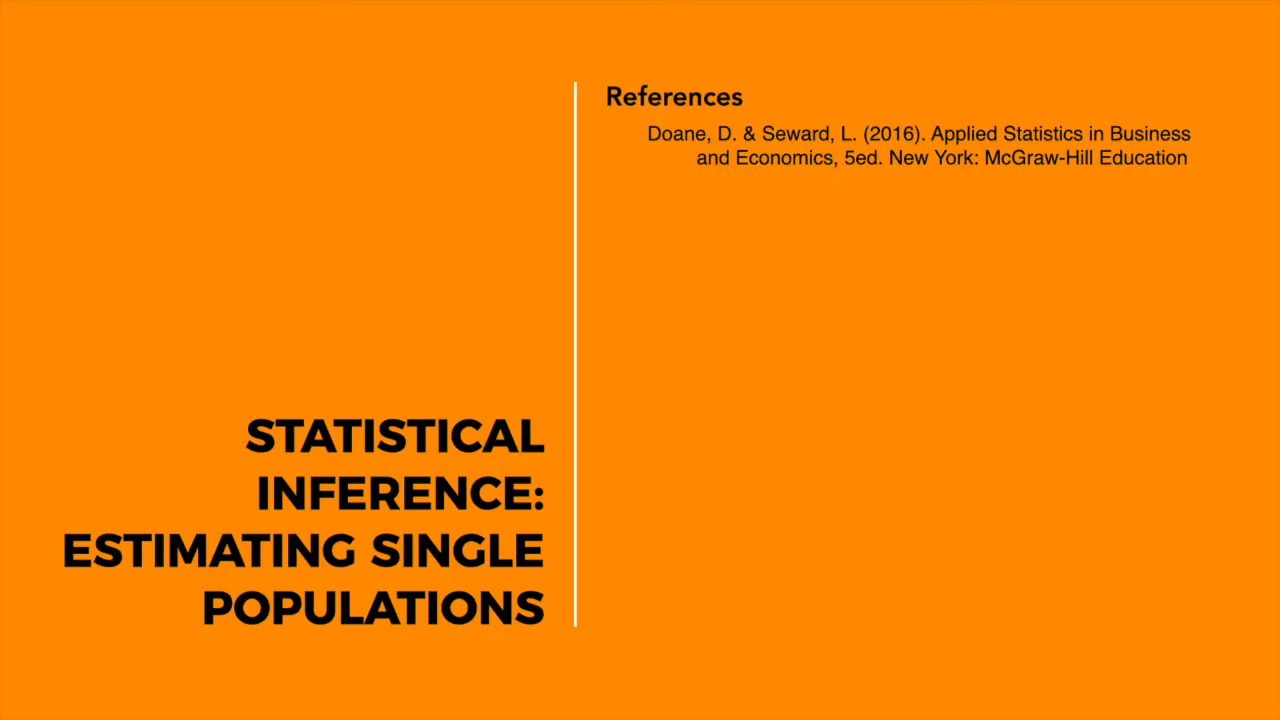 STATISTICAL
INFERENCE:
ESTIMATING SINGLE
POPULATIONS
References
Doane, D. & Seward, L. (2016). Applied Statistics in Business
and Economics, 5ed. New York: McGraw-Hill Education